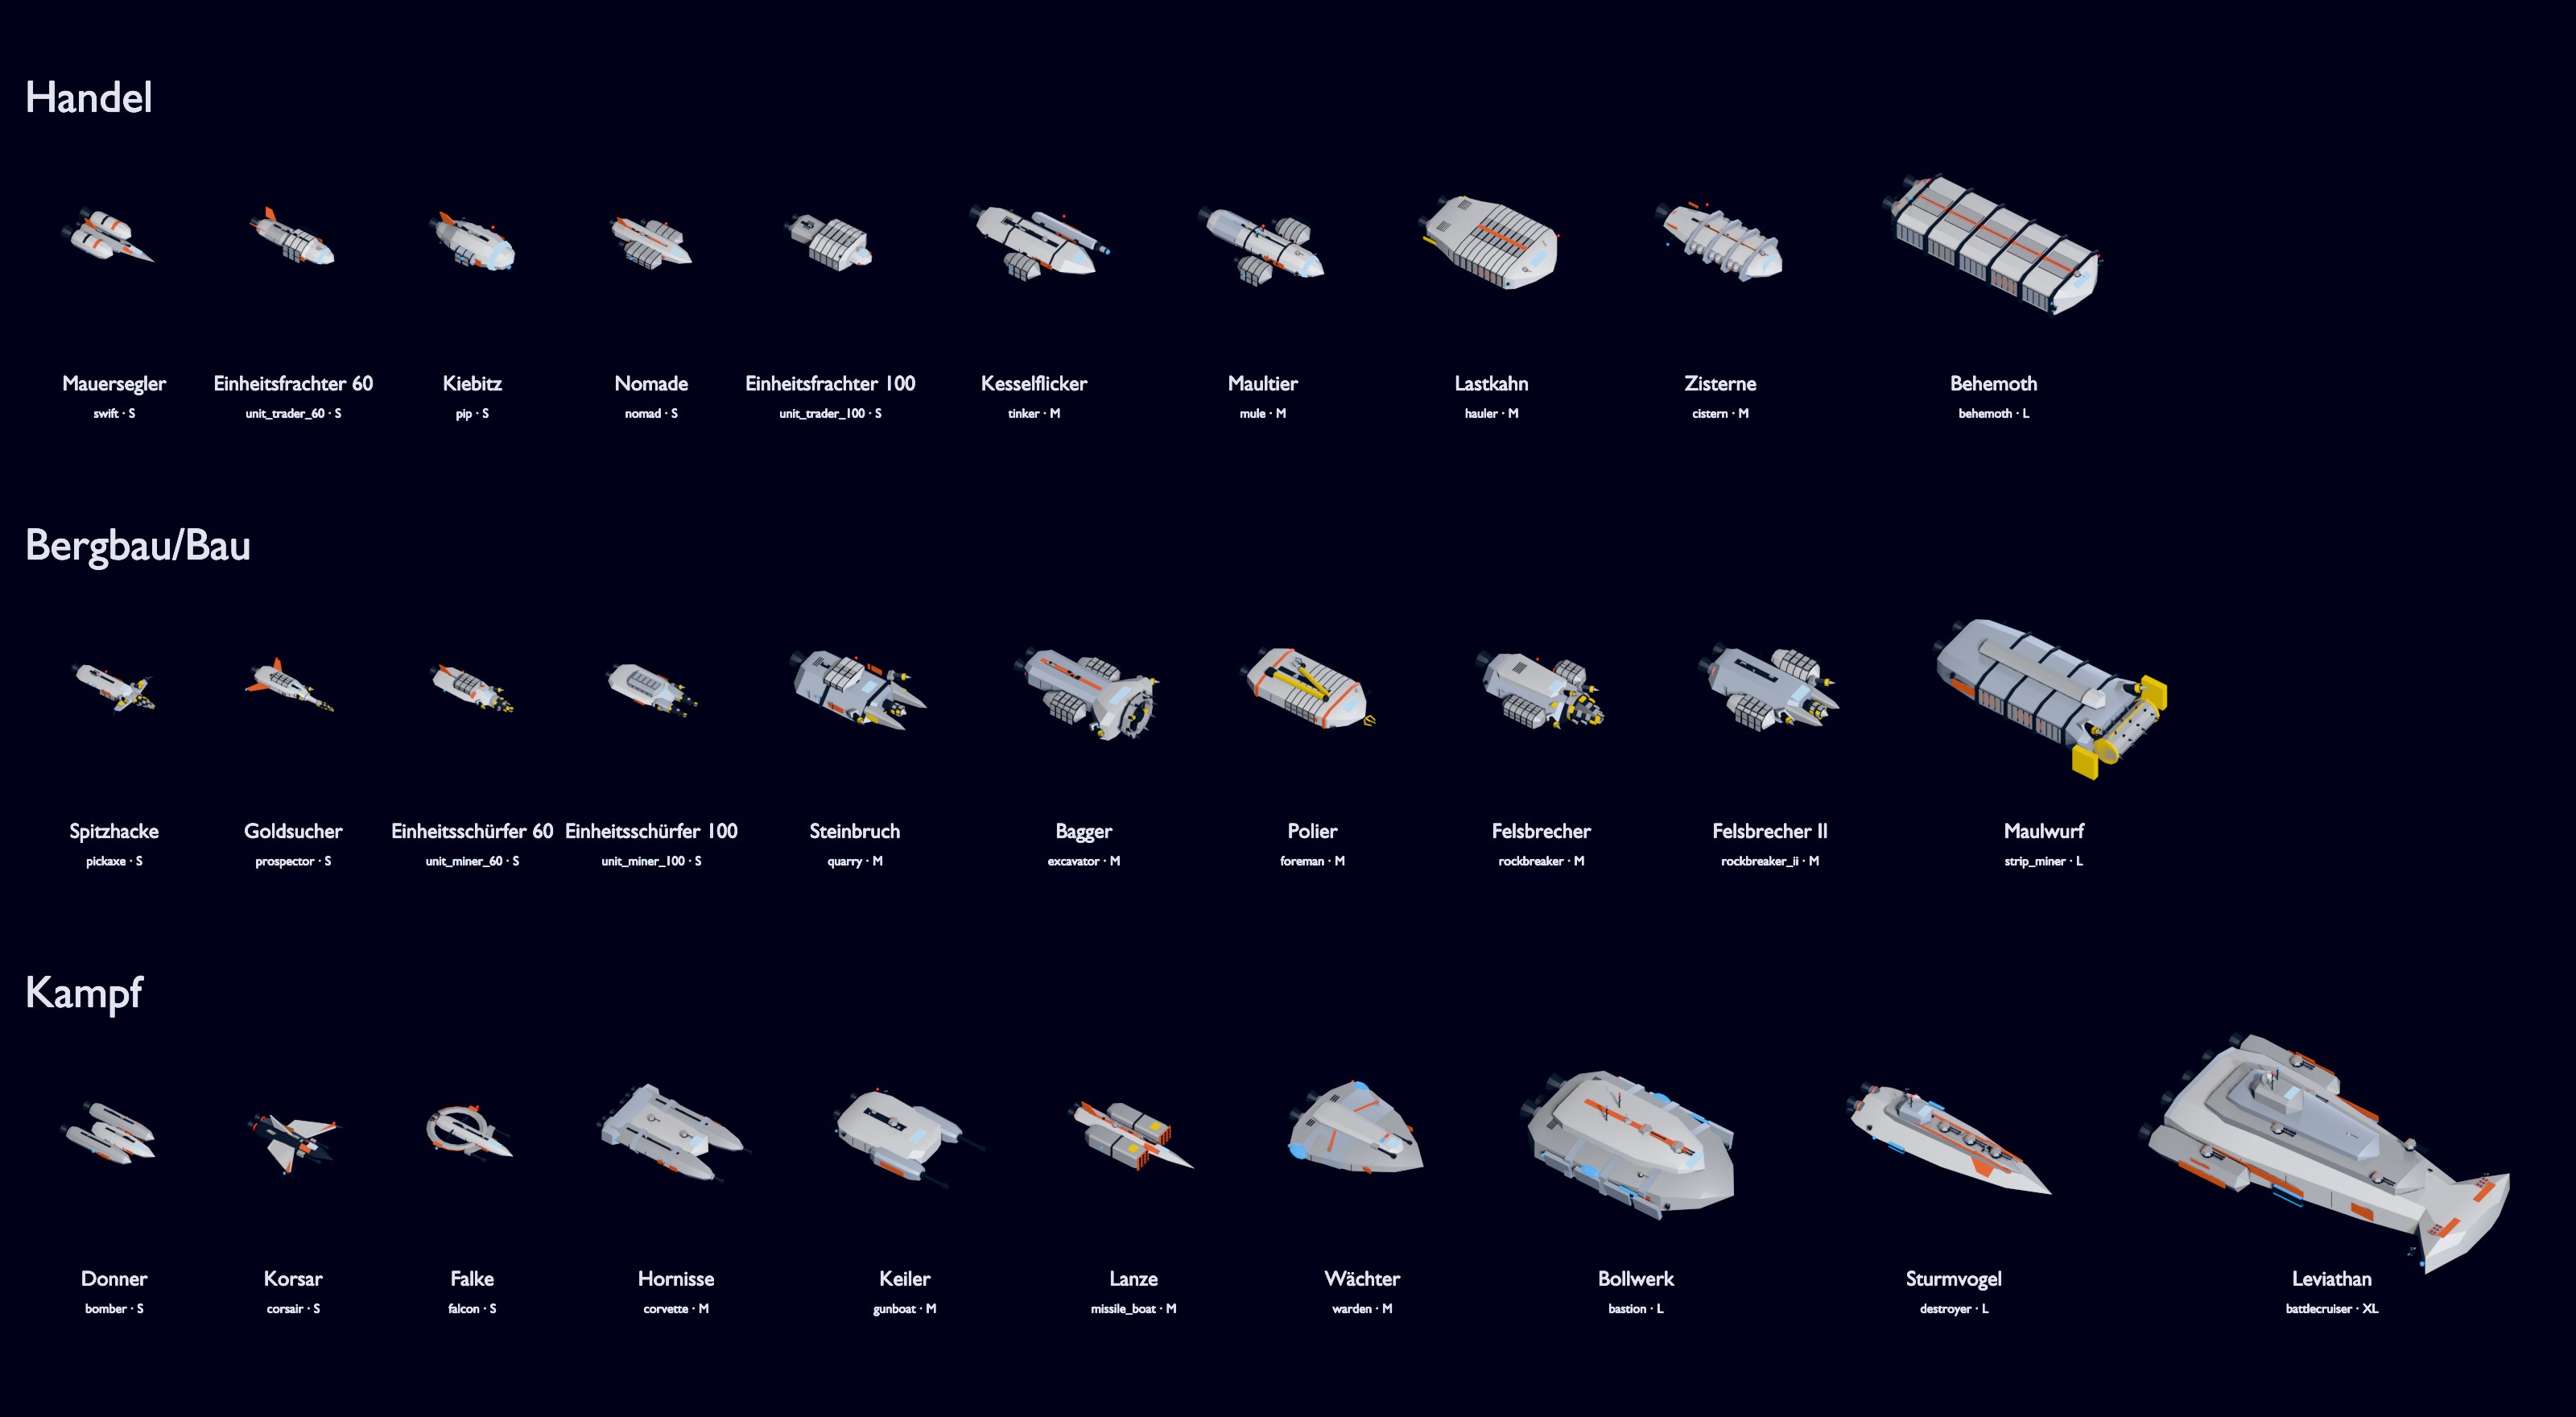 Handel
Mauersegler Einheitsfrachter 60 Kiebitz Nomade Einheitsfrachter 100 Kesselflicker Maultier Lastkahn Zisterne Behemoth
swift · S unit_trader_60 · S pip · S nomad · S unit_trader_100 · S tinker · M mule · M hauler · M cistern · M behemoth · L
Bergbau/Bau
Spitzhacke Goldsucher Einheitsschürfer 60 Einheitsschürfer 100 Steinbruch Bagger Polier Felsbrecher Felsbrecher II Maulwurf
pickaxe · S prospector · S unit_miner_60 · S unit_miner_100 · S quarry · M excavator · M foreman · M rockbreaker · M rockbreaker_ii · M strip_miner · L
Kampf
Donner Korsar Falke Hornisse Keiler Lanze Wächter Bollwerk Sturmvogel Leviathan
bomber · S corsair · S falcon · S corvette · M gunboat · M missile_boat · M warden · M bastion · L destroyer · L battlecruiser · XL